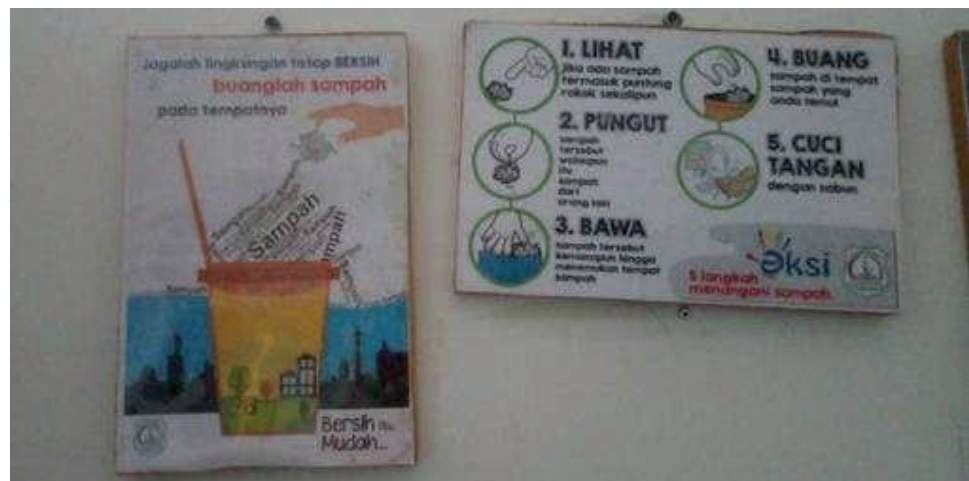 Jagalah lingkungan tetap BERSIH
buanglah sampah
pada tempatnya
Sampah
Sampah
Bersih itu
Mudah...
1. LIHAT
jika ada sampah
termasuk puntung
rokok sekalipun
2. PUNGUT
sampah
tersebut
walaupun
itu
sampah
dari
orang lain
3. BAWA
sampah tersebut
kemanapun hingga
menemukan tempat
sampah
4. BUANG
sampah di tempat
sampah yang
anda temui
5. CUCI
TANGAN
dengan sabun
Əksi
5 langkah
menangani sampah